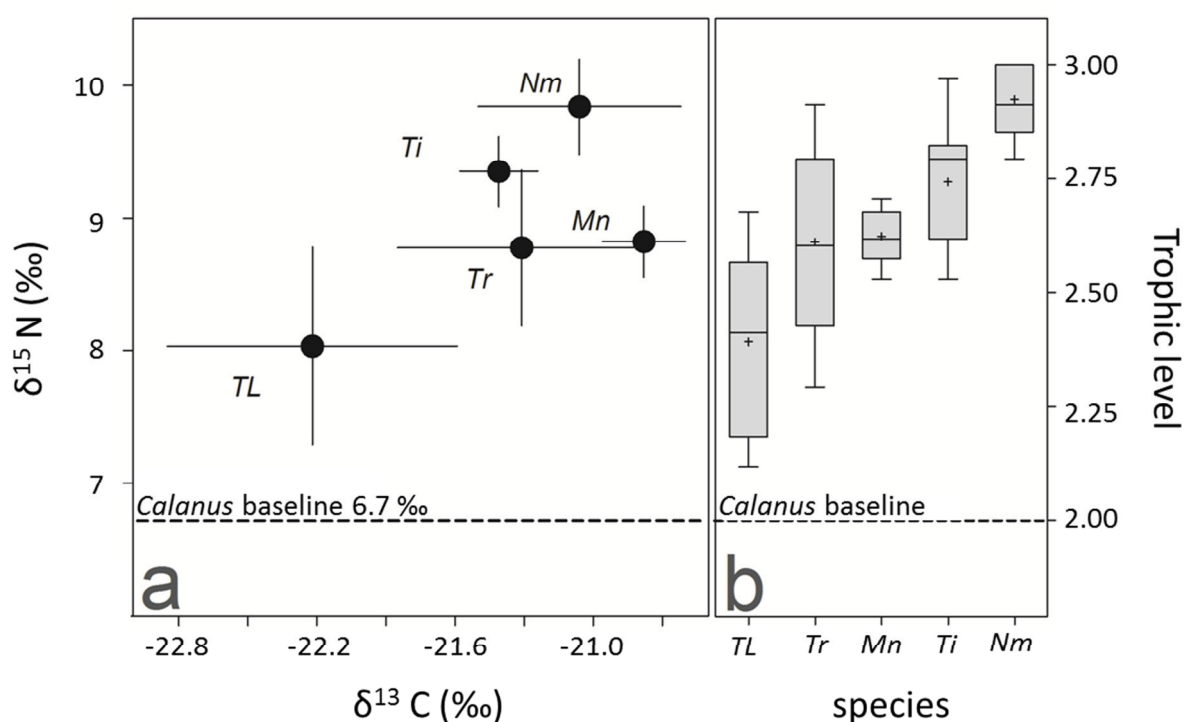 10
9
8
7
δ15 N (‰)
Nm
Ti
Mn
Tr
TL
Calanus baseline 6.7 ‰
a
-22.8 -22.2 -21.6 -21.0
δ13 C (‰)
Calanus baseline
b
3.00
2.75
2.50
2.25
2.00
Trophic level
TL Tr Mn Ti Nm
species